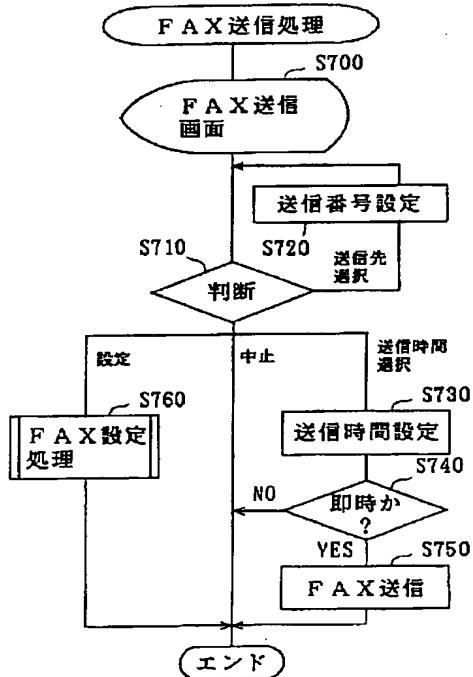 FAX送信処理
S700
FAX送信
画面
送信番号設定
S720
送信先
選択
S710
判断
設定
中止
送信時間
選択
S760
FAX設定
処理
S730
送信時間設定
S740
即時か
?
NO
YES
S750
FAX送信
エンド